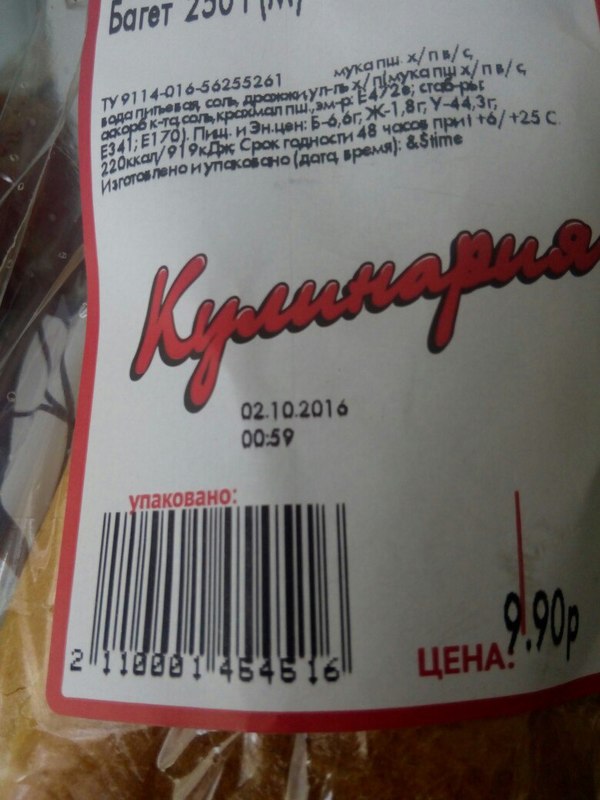 Багет 250 г (М)
ТУ 9114-016-56255261 мука пш. х/п в/с,
вода питьевая, соль, дрожжи, ул-ль х/п(мука пш х/п в/с,
аскорб к-та, соль, крахмал пш., эм-р: Е472е; стаб-ры:
Е341; Е170). Пищ. и Эн.цен: Б-6,6г, Ж-1,8г, У-44,3г,
220ккал/919кДж. Срок годности 48 часов при t +6/+25 С
Изготовлено и упаковано (дата, время): &$time
Кулинария
02.10.2016
00:59
упаковано:
2 110001 464616
ЦЕНА: 9.90р